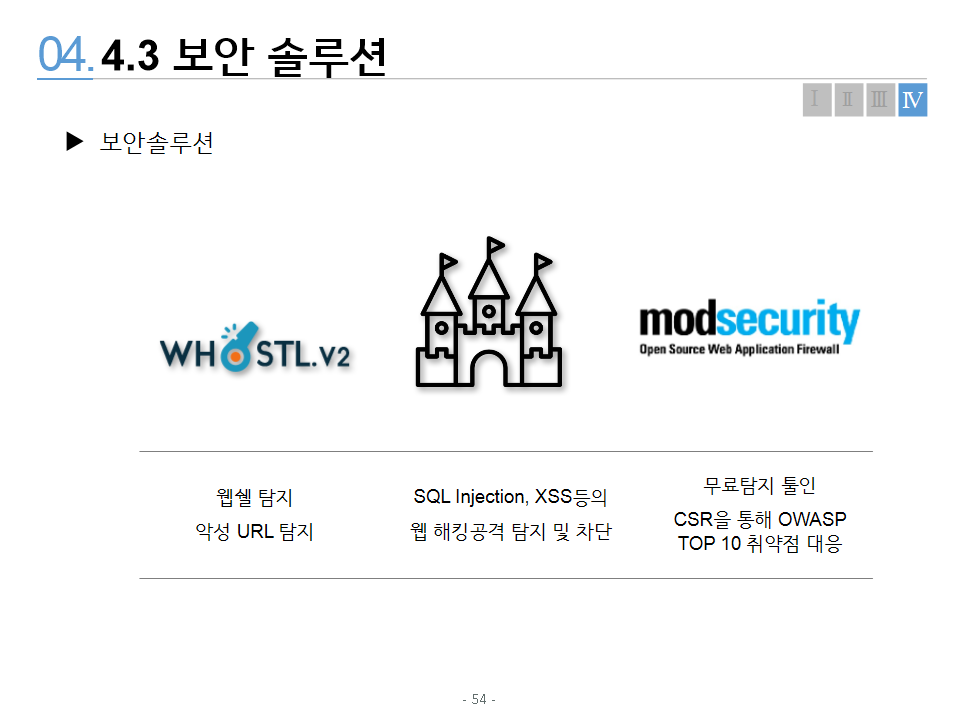 04. 4.3 보안 솔루션
Ⅰ Ⅱ Ⅲ Ⅳ
▶ 보안솔루션
WHOSTL.V2
modsecurity
Open Source Web Application Firewall
웹쉘 탐지
악성 URL 탐지
SQL Injection, XSS등의
웹 해킹공격 탐지 및 차단
무료탐지 툴인
CSR을 통해 OWASP
TOP 10 취약점 대응
- 54 -